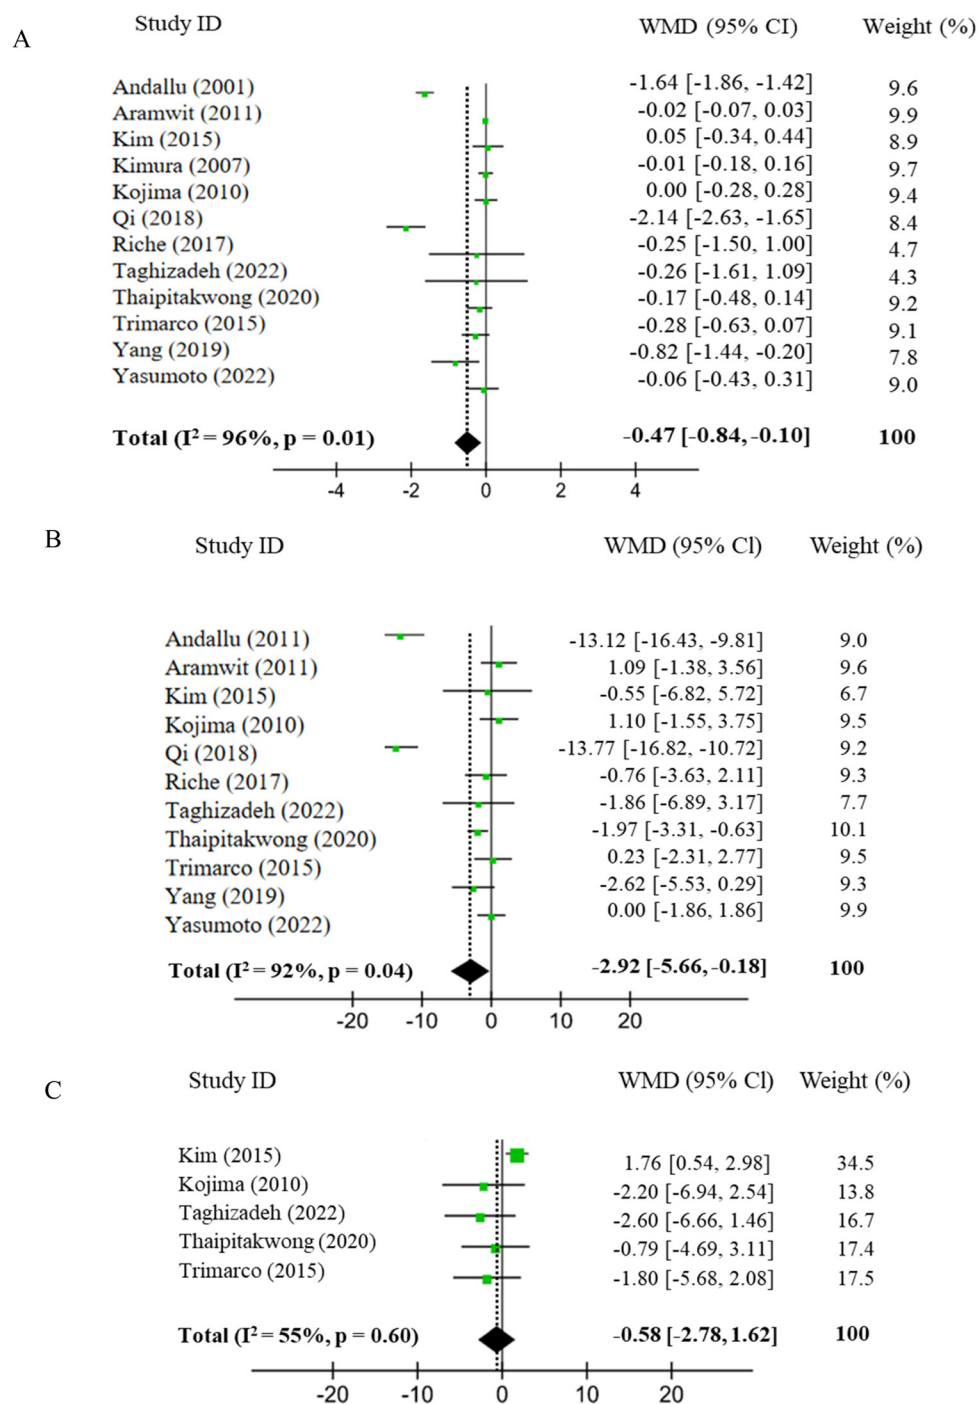 A
Study ID WMD (95% CI) Weight (%)
Andallu (2001) -1.64 [-1.86, -1.42] 9.6
Aramwit (2011) -0.02 [-0.07, 0.03] 9.9
Kim (2015) 0.05 [-0.34, 0.44] 8.9
Kimura (2007) -0.01 [-0.18, 0.16] 9.7
Kojima (2010) 0.00 [-0.28, 0.28] 9.4
Qi (2018) -2.14 [-2.63, -1.65] 8.4
Riche (2017) -0.25 [-1.50, 1.00] 4.7
Taghizadeh (2022) -0.26 [-1.61, 1.09] 4.3
Thaipitakwong (2020) -0.17 [-0.48, 0.14] 9.2
Trimarco (2015) -0.28 [-0.63, 0.07] 9.1
Yang (2019) -0.82 [-1.44, -0.20] 7.8
Yasumoto (2022) -0.06 [-0.43, 0.31] 9.0
Total (I² = 96%, p = 0.01) -0.47 [-0.84, -0.10] 100
-4 -2 0 2 4
B
Study ID WMD (95% Cl) Weight (%)
Andallu (2011) -13.12 [-16.43, -9.81] 9.0
Aramwit (2011) 1.09 [-1.38, 3.56] 9.6
Kim (2015) -0.55 [-6.82, 5.72] 6.7
Kojima (2010) 1.10 [-1.55, 3.75] 9.5
Qi (2018) -13.77 [-16.82, -10.72] 9.2
Riche (2017) -0.76 [-3.63, 2.11] 9.3
Taghizadeh (2022) -1.86 [-6.89, 3.17] 7.7
Thaipitakwong (2020) -1.97 [-3.31, -0.63] 10.1
Trimarco (2015) 0.23 [-2.31, 2.77] 9.5
Yang (2019) -2.62 [-5.53, 0.29] 9.3
Yasumoto (2022) 0.00 [-1.86, 1.86] 9.9
Total (I² = 92%, p = 0.04) -2.92 [-5.66, -0.18] 100
-20 -10 0 10 20
C
Study ID WMD (95% Cl) Weight (%)
Kim (2015) 1.76 [0.54, 2.98] 34.5
Kojima (2010) -2.20 [-6.94, 2.54] 13.8
Taghizadeh (2022) -2.60 [-6.66, 1.46] 16.7
Thaipitakwong (2020) -0.79 [-4.69, 3.11] 17.4
Trimarco (2015) -1.80 [-5.68, 2.08] 17.5
Total (I² = 55%, p = 0.60) -0.58 [-2.78, 1.62] 100
-20 -10 0 10 20